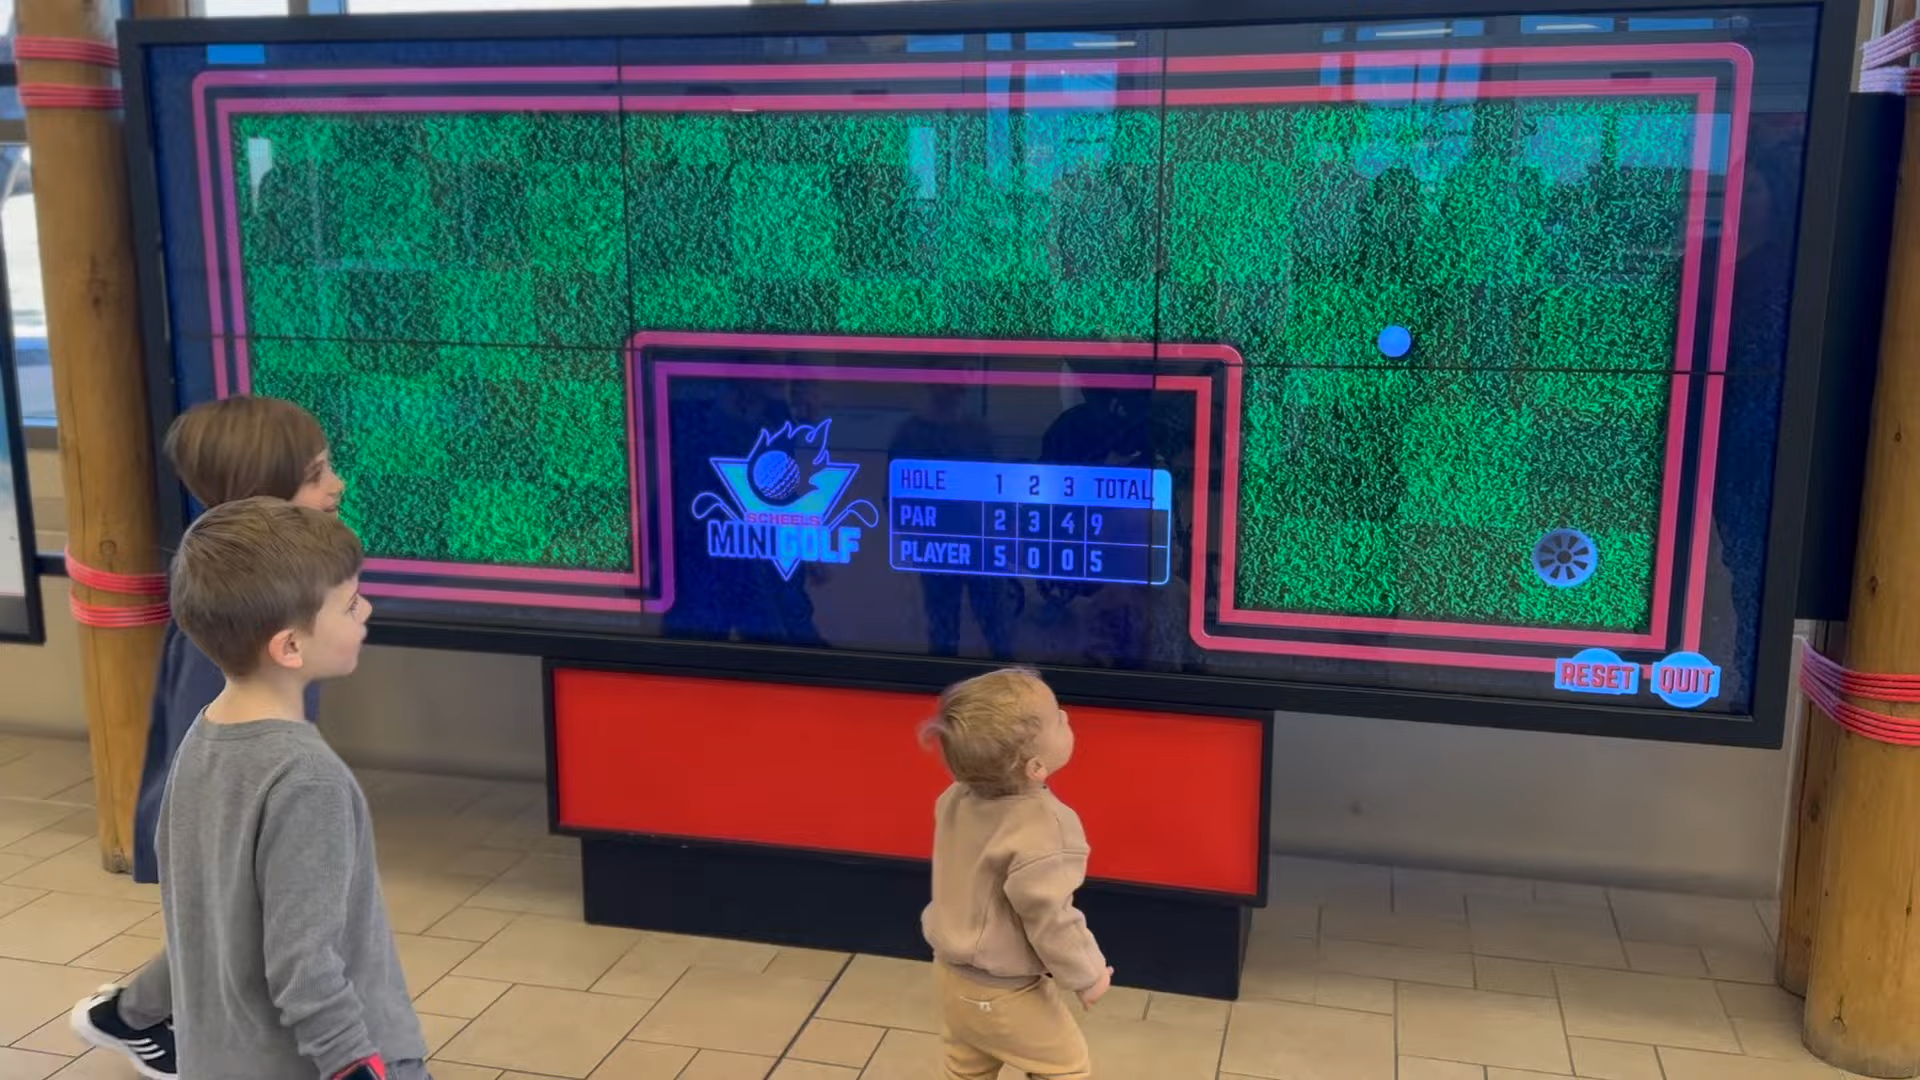 SCHEELS
MINIGOLF
HOLE 1 2 3 TOTAL
PAR 2 3 4 9
PLAYER 5 0 0 5
RESET QUIT